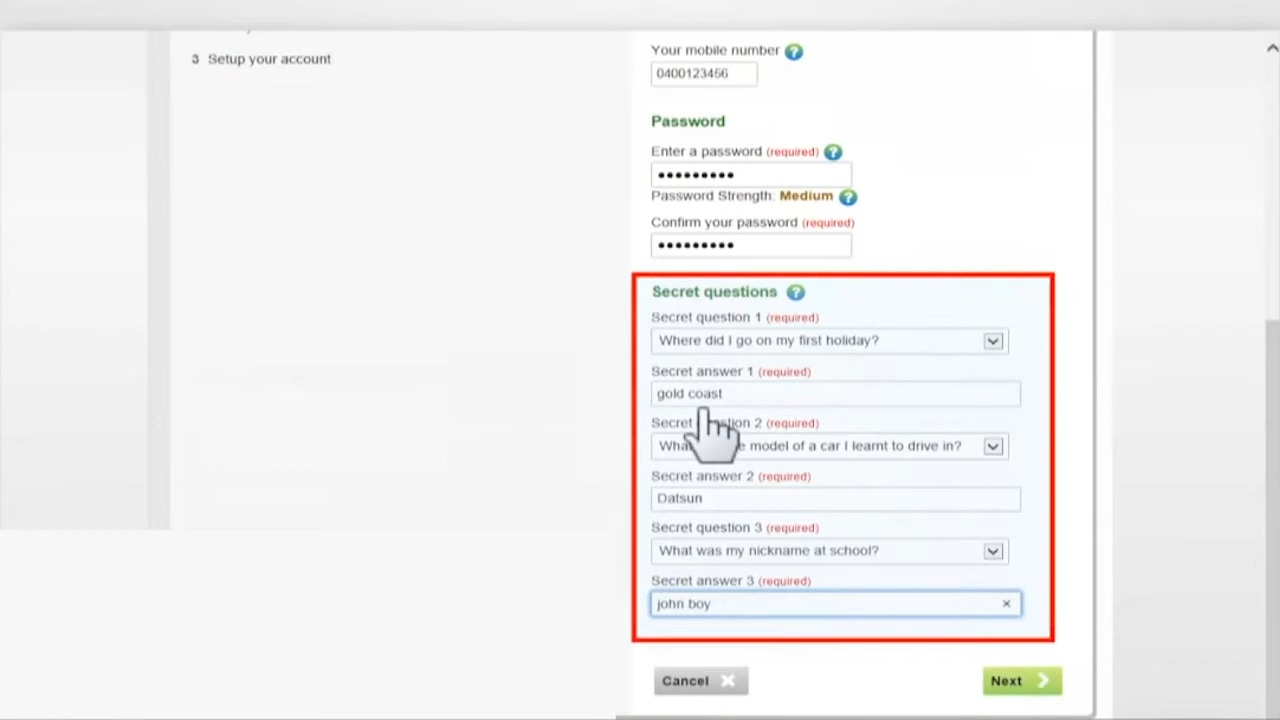 3 Setup your account
Your mobile number ?
0400123456
Password
Enter a password (required) ?
•••••••••
Password Strength: Medium ?
Confirm your password (required)
•••••••••
Secret questions ?
Secret question 1 (required)
Where did I go on my first holiday?
Secret answer 1 (required)
gold coast
Secret question 2 (required)
model of a car I learnt to drive in?
Secret answer 2 (required)
Datsun
Secret question 3 (required)
What was my nickname at school?
Secret answer 3 (required)
john boy ×
Cancel ×
Next